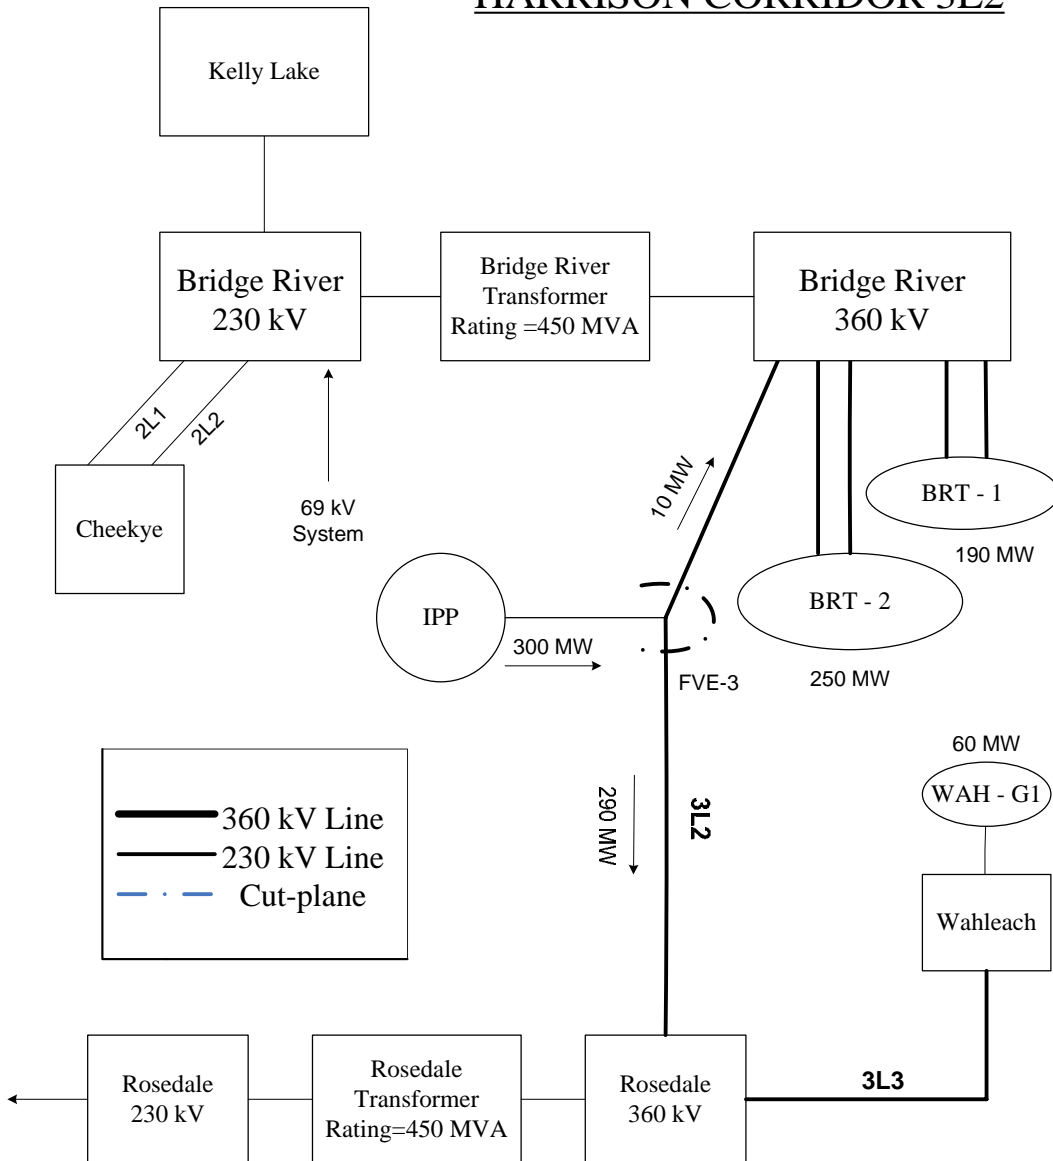 HARRISON CORRIDOR 3L2
Kelly Lake
Bridge River
230 kV
Bridge River
Transformer
Rating =450 MVA
Bridge River
360 kV
2L1
2L2
Cheekye
69 kV
System
10 MW
BRT - 1
190 MW
BRT - 2
250 MW
IPP
300 MW
FVE-3
290 MW
3L2
60 MW
WAH - G1
Wahleach
360 kV Line
230 kV Line
Cut-plane
3L3
Rosedale
230 kV
Rosedale
Transformer
Rating=450 MVA
Rosedale
360 kV